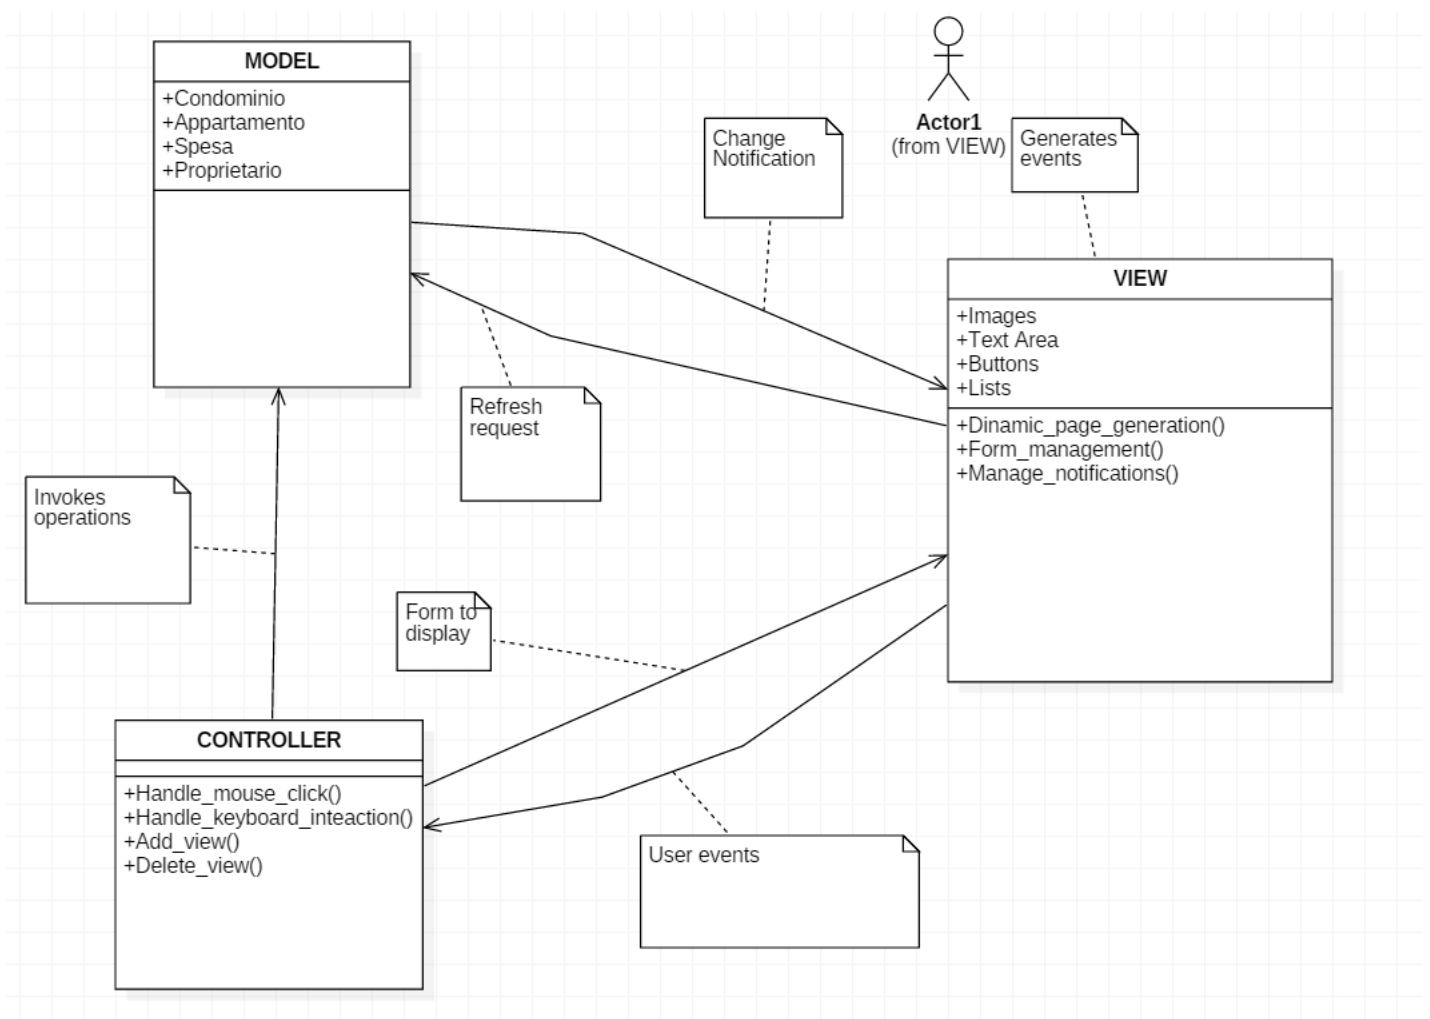 MODEL
+Condominio
+Appartamento
+Spesa
+Proprietario
Actor1
(from VIEW)
Change
Notification
Generates
events
VIEW
+Images
+Text Area
+Buttons
+Lists
+Dinamic_page_generation()
+Form_management()
+Manage_notifications()
Refresh
request
Invokes
operations
Form to
display
CONTROLLER
+Handle_mouse_click()
+Handle_keyboard_inteaction()
+Add_view()
+Delete_view()
User events